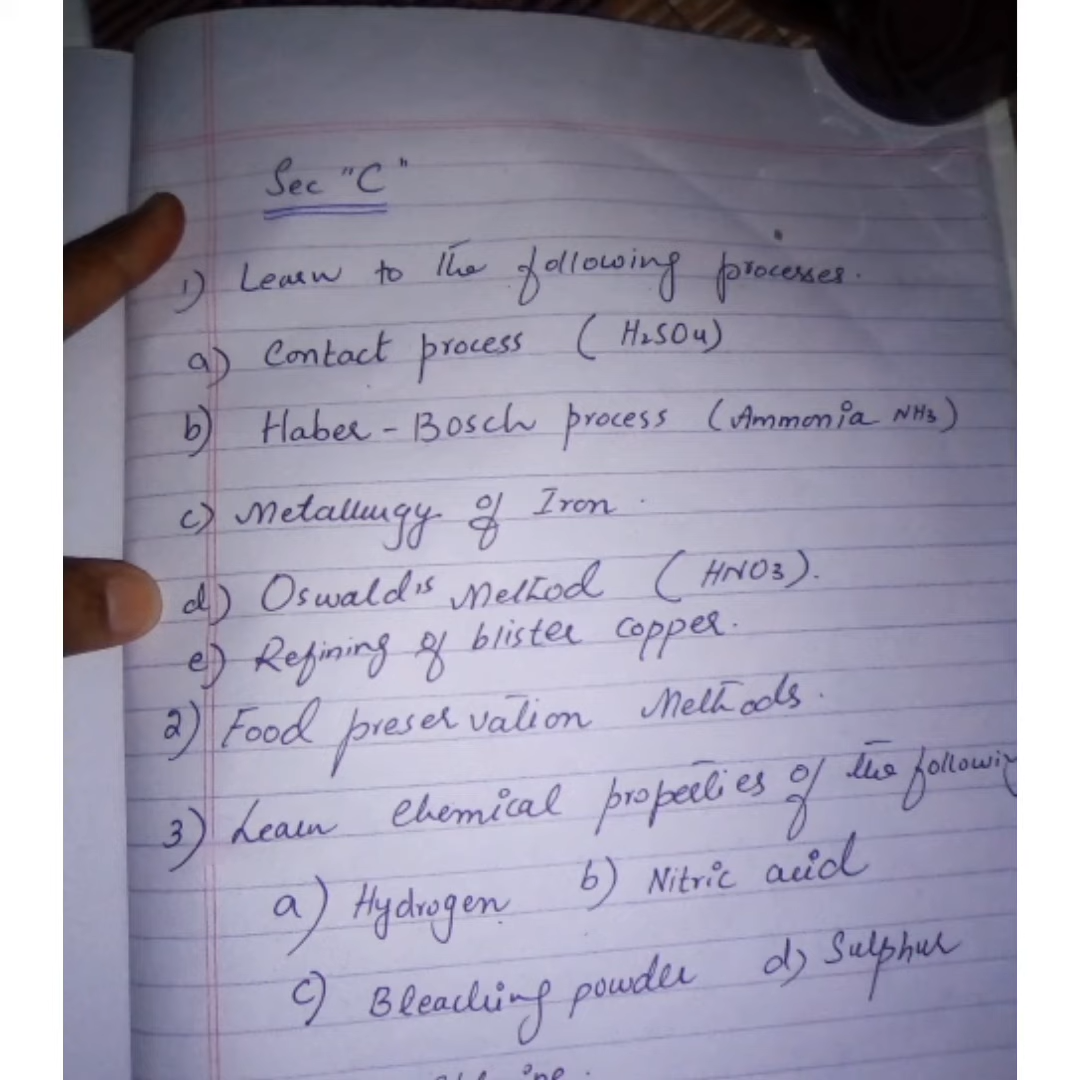 Sec "C"
1) Learn to the following processes.
a) Contact process ( H2SO4)
b) Haber - Bosch process (Ammonia NH3)
c) Metallurgy of Iron.
d) Oswald's Method ( HNO3).
e) Refining of blister copper.
2) Food preservation Methods.
3) Learn Chemical properties of the following
a) Hydrogen b) Nitric acid
c) Bleaching powder d) Sulphur